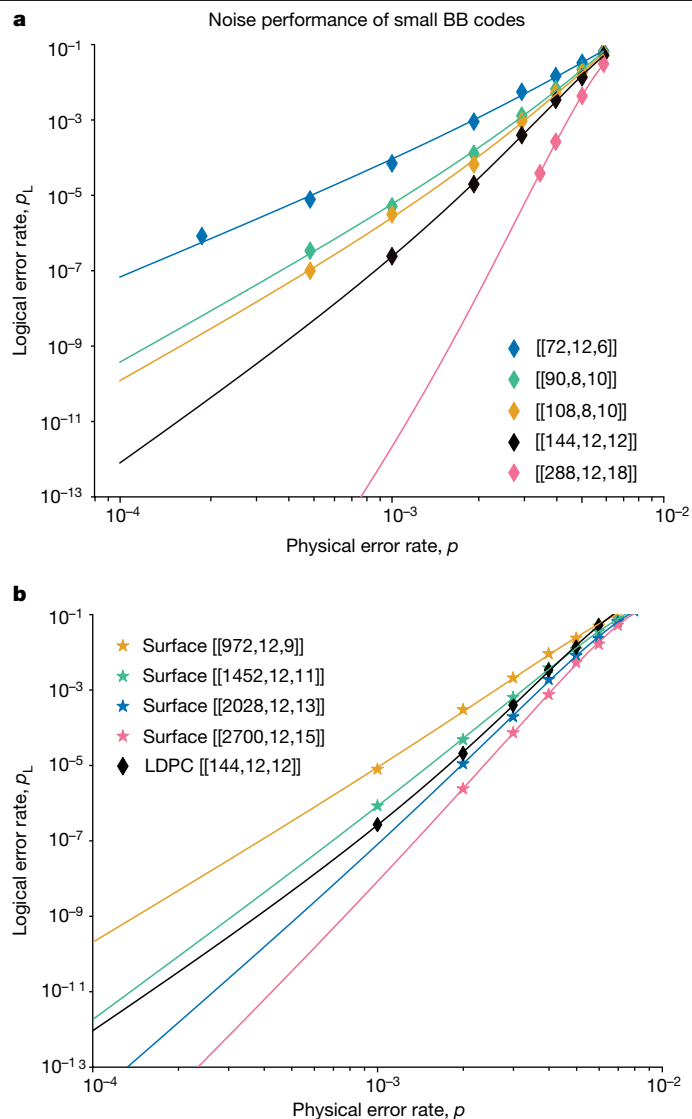 a
Noise performance of small BB codes
10⁻¹
10⁻³
10⁻⁵
10⁻⁷
10⁻⁹
10⁻¹¹
10⁻¹³
Logical error rate, p_L
[[72,12,6]]
[[90,8,10]]
[[108,8,10]]
[[144,12,12]]
[[288,12,18]]
10⁻⁴
10⁻³
10⁻²
Physical error rate, p
b
10⁻¹
10⁻³
10⁻⁵
10⁻⁷
10⁻⁹
10⁻¹¹
10⁻¹³
Logical error rate, p_L
Surface [[972,12,9]]
Surface [[1452,12,11]]
Surface [[2028,12,13]]
Surface [[2700,12,15]]
LDPC [[144,12,12]]
10⁻⁴
10⁻³
10⁻²
Physical error rate, p